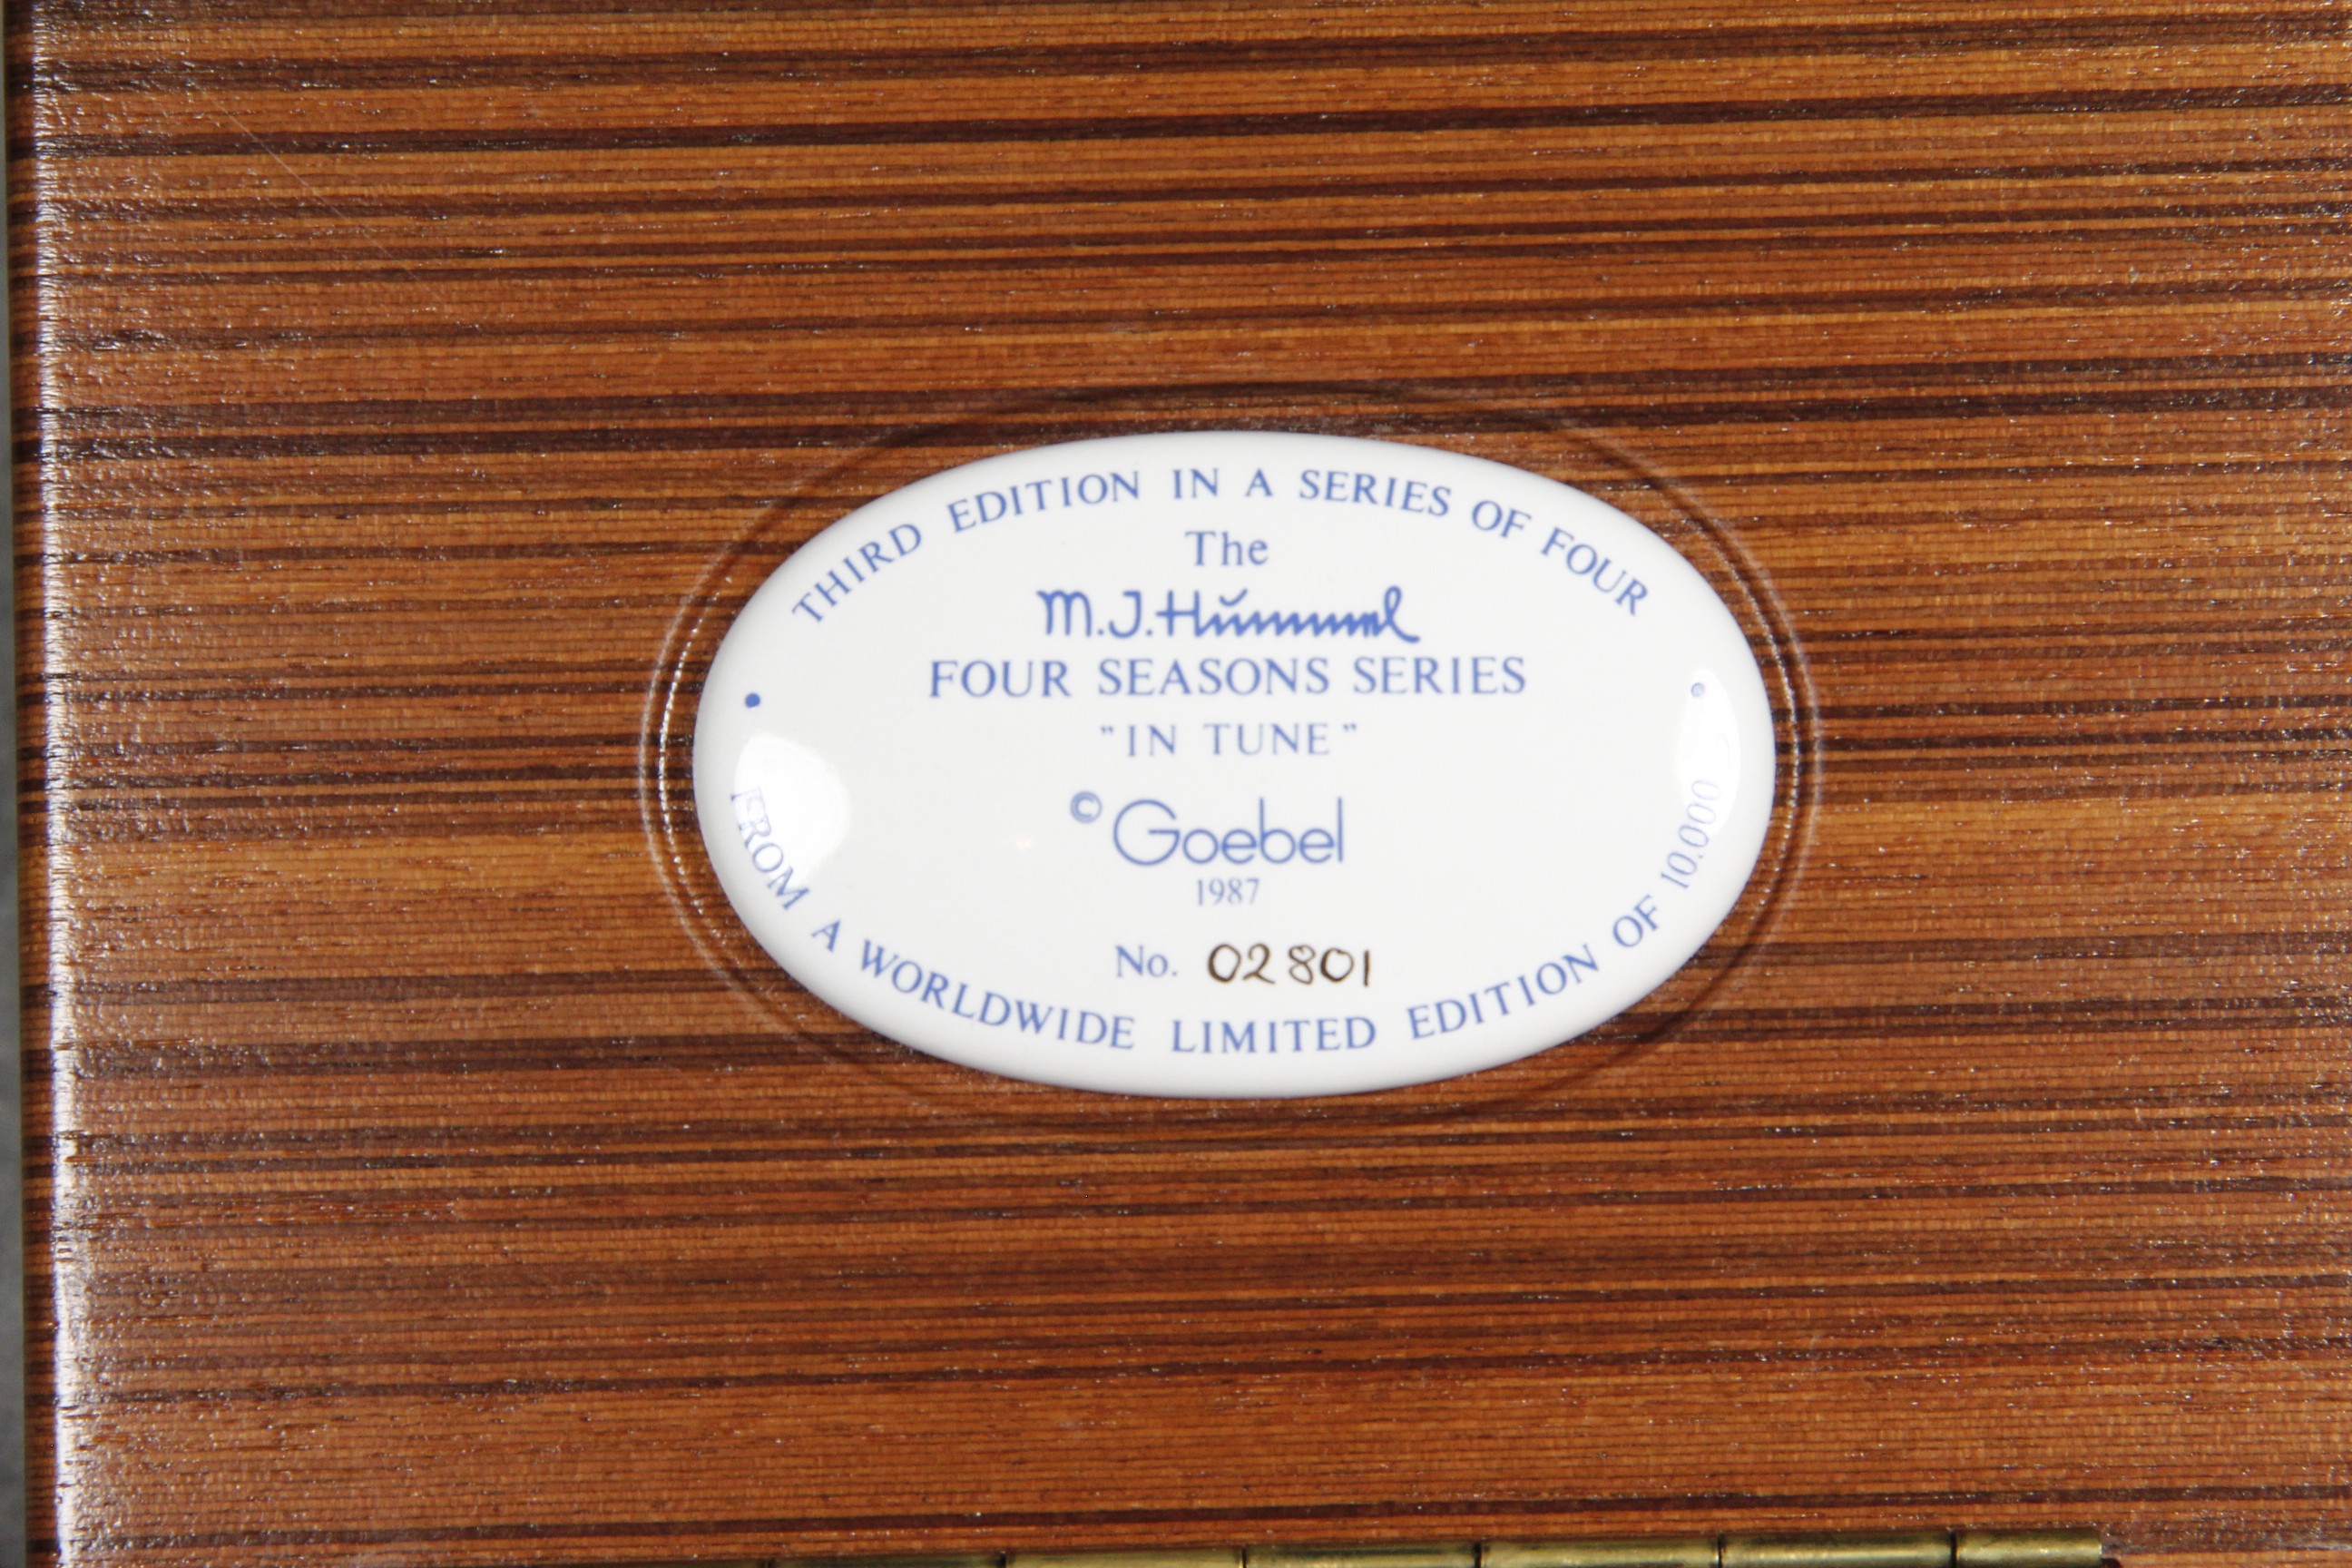 THIRD EDITION IN A SERIES OF FOUR
The
M.J.Hummel
FOUR SEASONS SERIES
"IN TUNE"
© Goebel
1987
No. 02801
FROM A WORLDWIDE LIMITED EDITION OF 10.000